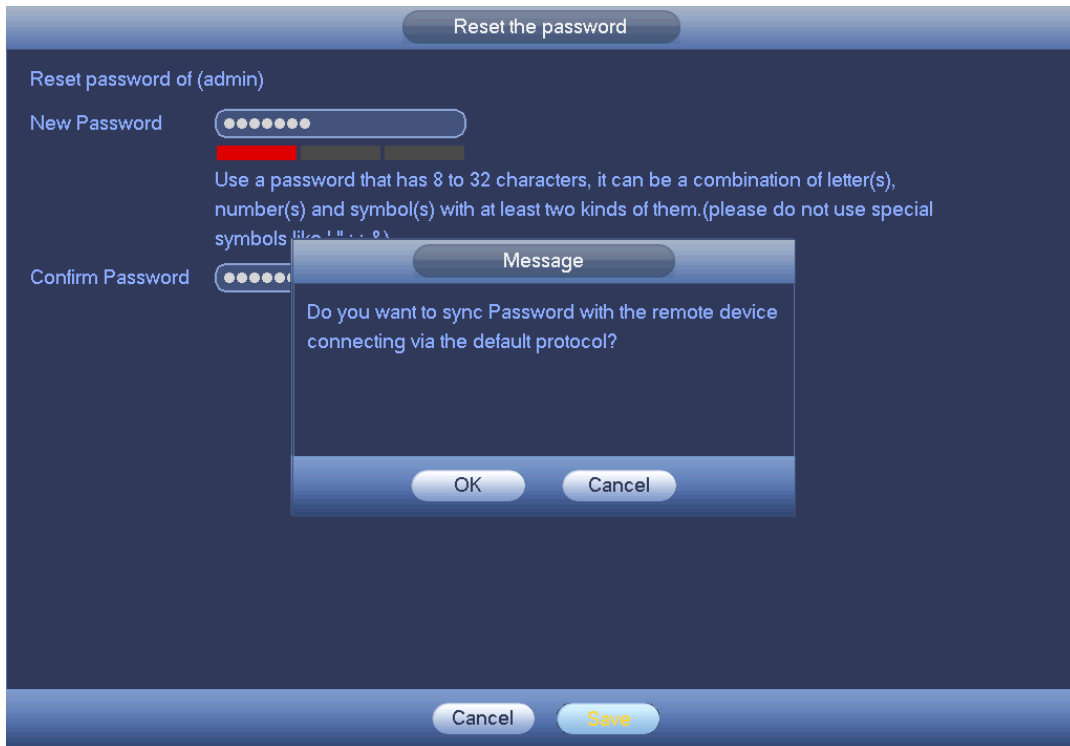 Reset the password
Reset password of (admin)
New Password
Use a password that has 8 to 32 characters, it can be a combination of letter(s),
number(s) and symbol(s) with at least two kinds of them.(please do not use special
symbols like ' " ; : &)
Confirm Password
Message
Do you want to sync Password with the remote device
connecting via the default protocol?
OK
Cancel
Cancel
Save